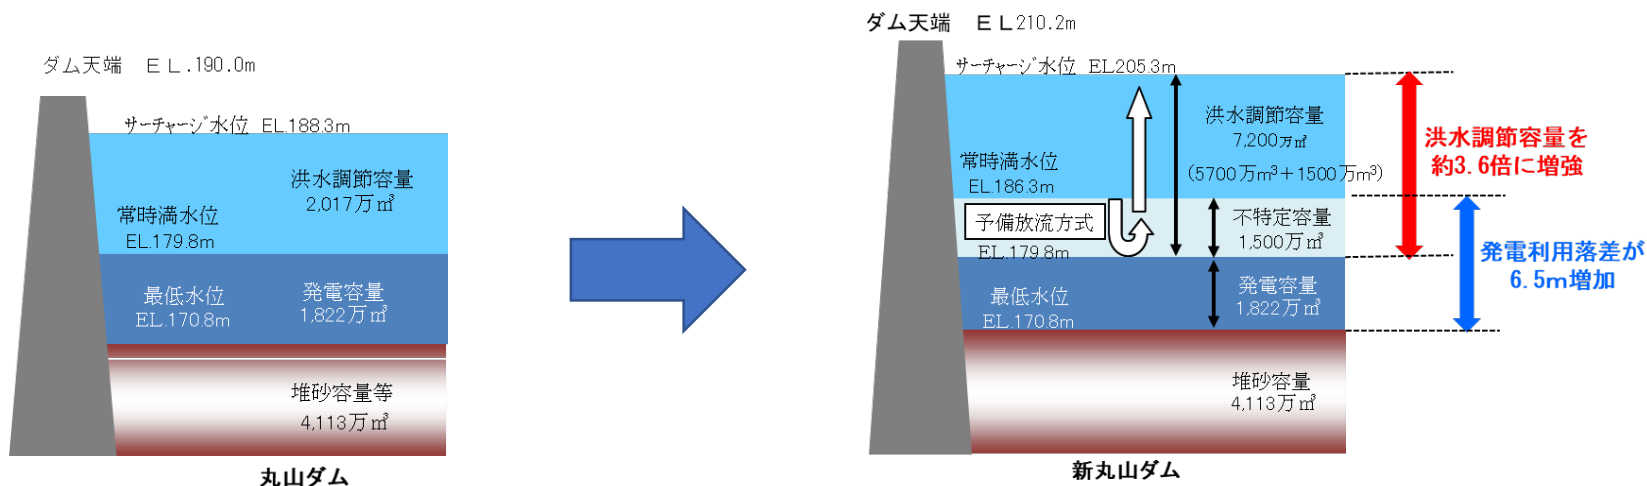 ダム天端　ＥＬ.190.0m
サーチャージ水位 EL.188.3m
洪水調節容量
2,017万㎥
常時満水位
EL.179.8m
最低水位
EL.170.8m
発電容量
1,822万㎥
堆砂容量等
4,113万㎥
丸山ダム
ダム天端　ＥＬ210.2m
サーチャージ水位 EL205.3m
洪水調節容量
7,200万㎥
(5700万m³＋1500万m³)
常時満水位
EL.186.3m
予備放流方式
EL.179.8m
不特定容量
1,500万㎥
最低水位
EL.170.8m
発電容量
1,822万㎥
堆砂容量
4,113万㎥
新丸山ダム
洪水調節容量を
約3.6倍に増強
発電利用落差が
6.5m増加